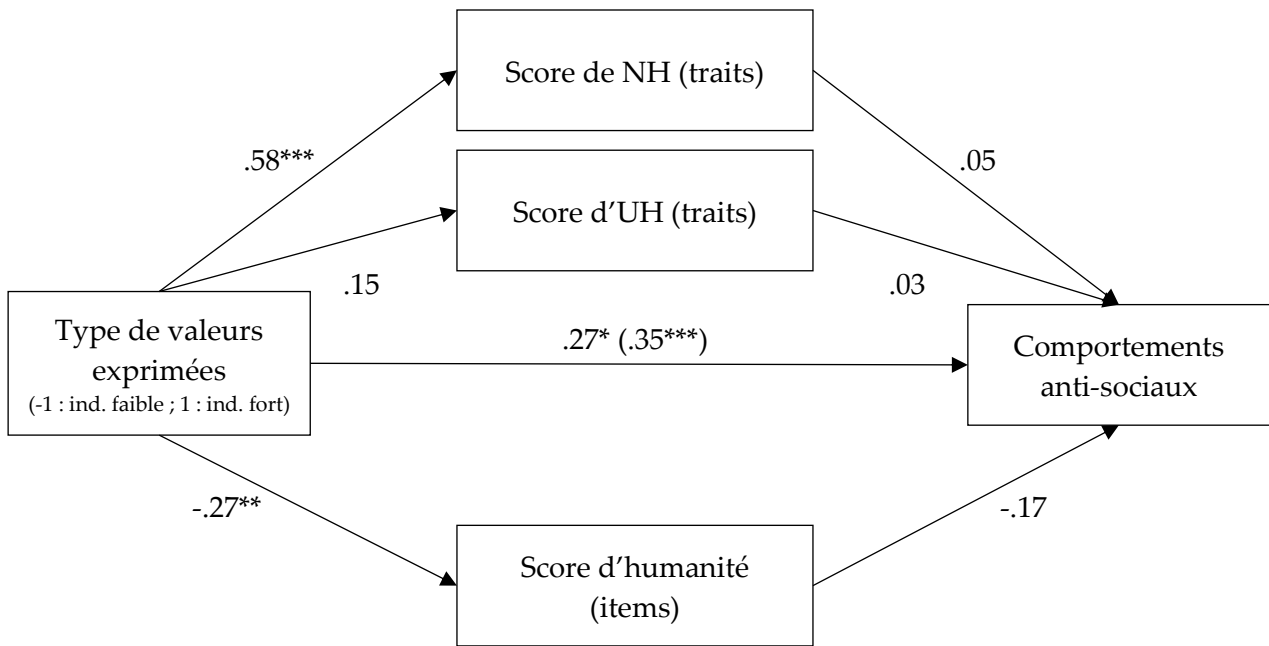 Score de NH (traits)
.58***
.05
Score d’UH (traits)
.15
.03
Type de valeurs
exprimées
(-1 : ind. faible ; 1 : ind. fort)
.27* (.35***)
Comportements
anti-sociaux
-.27**
-.17
Score d’humanité
(items)